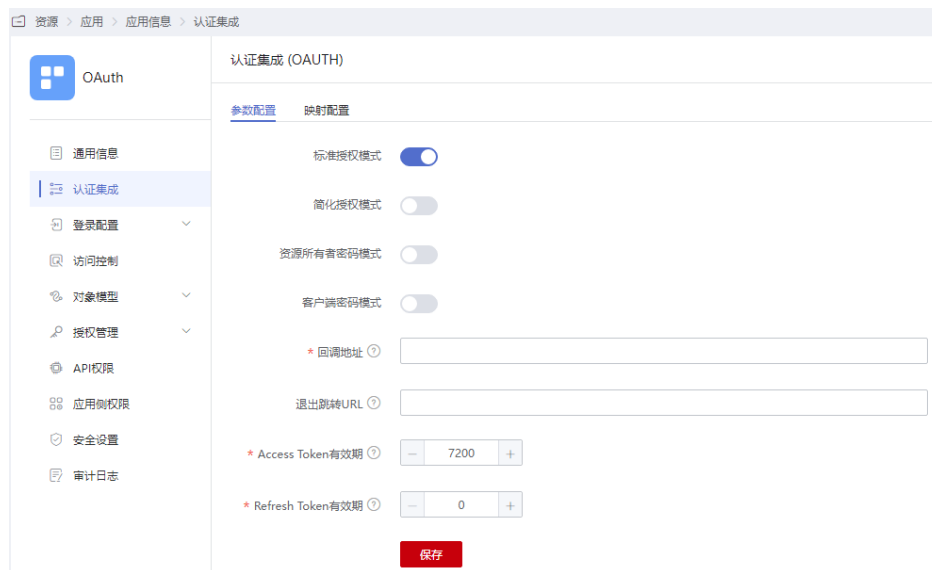 资源 > 应用 > 应用信息 > 认证集成
OAuth
通用信息
认证集成
登录配置
访问控制
对象模型
授权管理
API权限
应用侧权限
安全设置
审计日志
认证集成 (OAUTH)
参数配置 映射配置
标准授权模式
简化授权模式
资源所有者密码模式
客户端密码模式
* 回调地址 ?
退出跳转URL ?
* Access Token有效期 ? − 7200 +
* Refresh Token有效期 ? − 0 +
保存